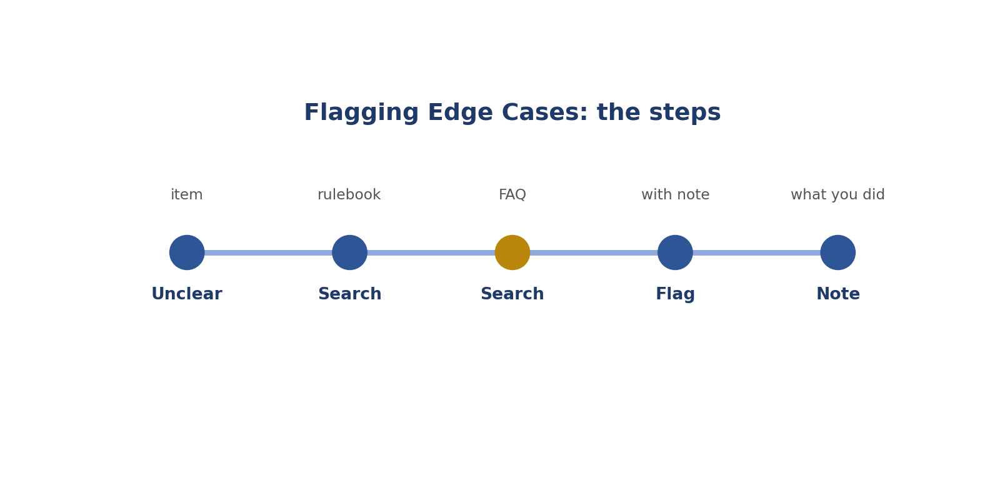 Flagging Edge Cases: the steps
item
rulebook
FAQ
with note
what you did
Unclear
Search
Search
Flag
Note